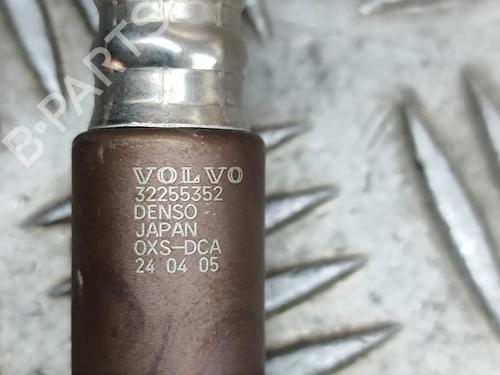 B-PARTS
VOLVO
32255352
DENSO
JAPAN
OXS-DCA
24 04 05